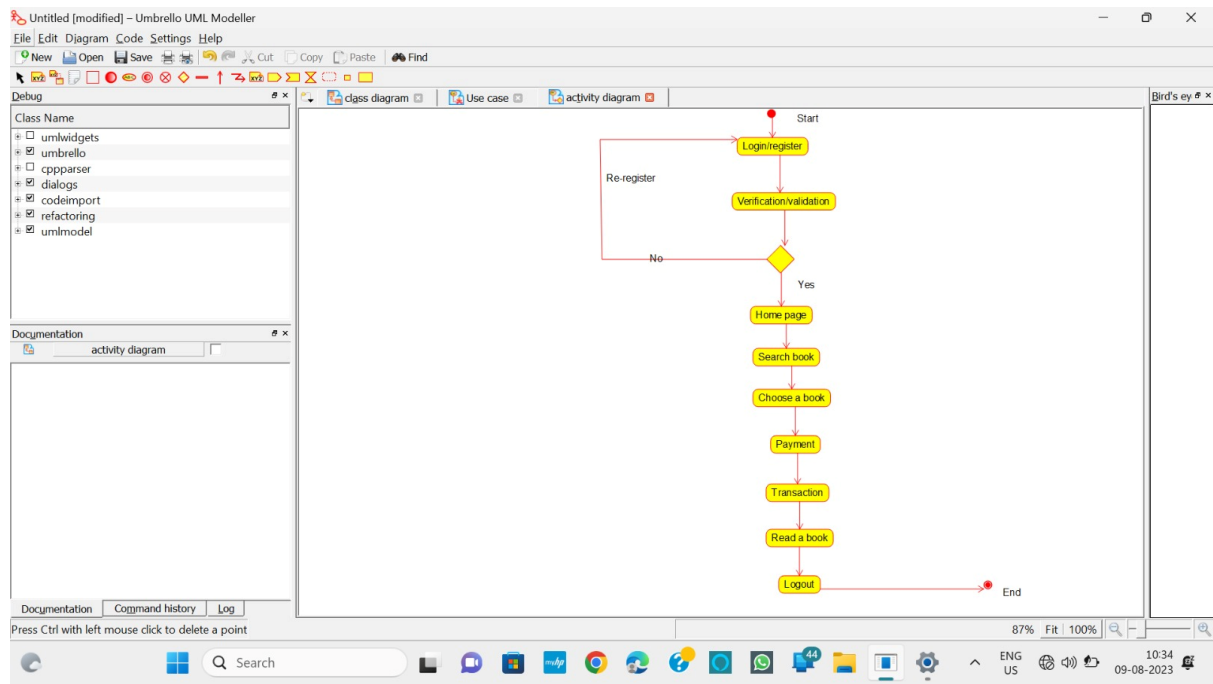 Untitled [modified] – Umbrello UML Modeller
File Edit Diagram Code Settings Help
New Open Save Cut Copy Paste Find
Debug
Class Name
umlwidgets
umbrello
cppparser
dialogs
codeimport
refactoring
umlmodel
Documentation
activity diagram
Documentation Command history Log
Press Ctrl with left mouse click to delete a point
class diagram Use case activity diagram
Bird's ey
Start
Login/register
Re-register
Verification/validation
No
Yes
Home page
Search book
Choose a book
Payment
Transaction
Read a book
Logout
End
87% Fit 100%
Search
44
ENG
US
10:34
09-08-2023